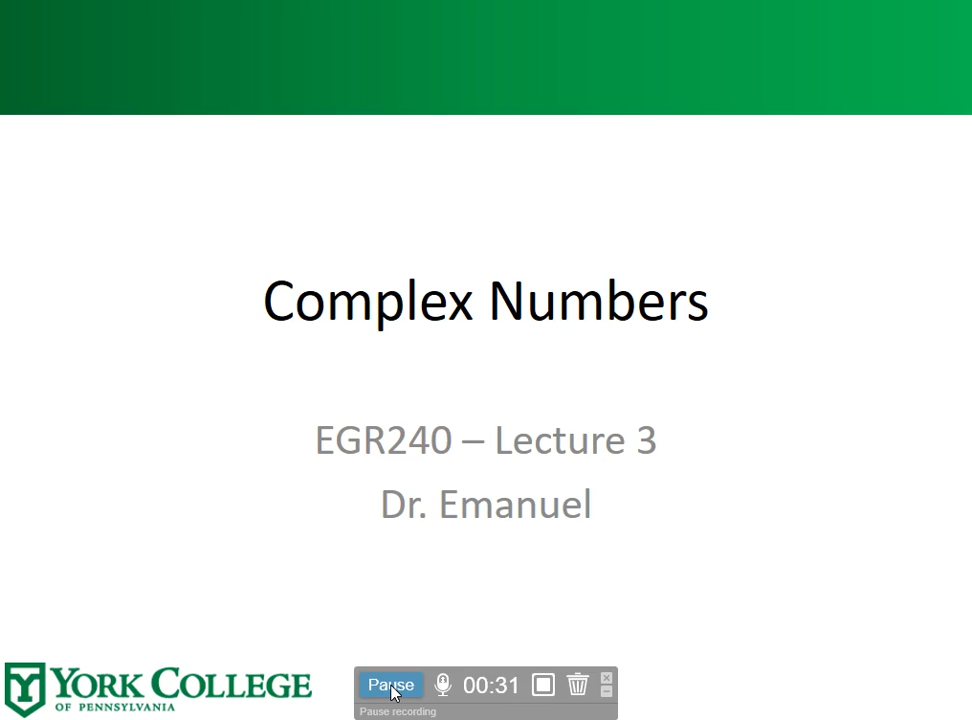 Complex Numbers
EGR240 – Lecture 3
Dr. Emanuel
YORK COLLEGE
OF PENNSYLVANIA
Pause
00:31
Pause recording